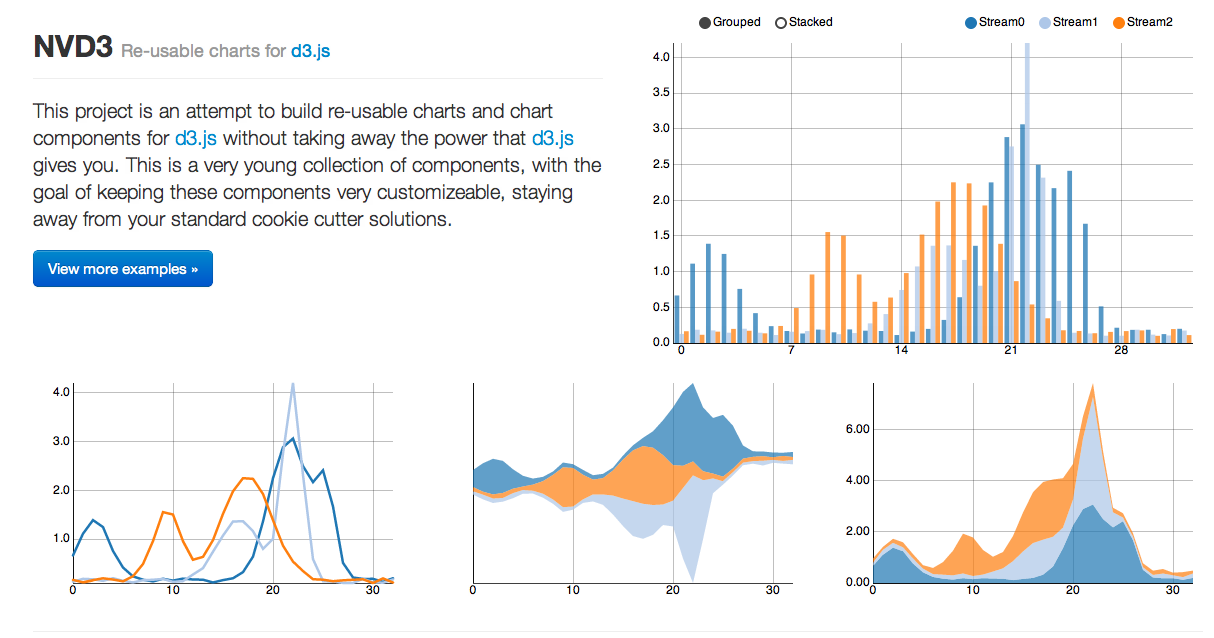 NVD3 Re-usable charts for d3.js
This project is an attempt to build re-usable charts and chart
components for d3.js without taking away the power that d3.js
gives you. This is a very young collection of components, with the
goal of keeping these components very customizeable, staying
away from your standard cookie cutter solutions.
View more examples »
Grouped Stacked Stream0 Stream1 Stream2
4.0
3.5
3.0
2.5
2.0
1.5
1.0
0.5
0.0
0 7 14 21 28
4.0
3.0
2.0
1.0
0 10 20 30
0 10 20 30
6.00
4.00
2.00
0.00
0 10 20 30